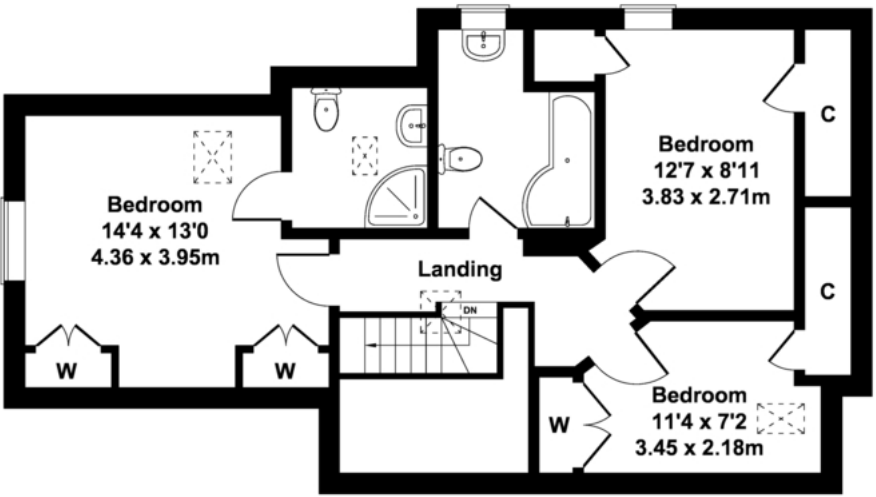 Bedroom
14'4 x 13'0
4.36 x 3.95m
W
W
Landing
DN
Bedroom
12'7 x 8'11
3.83 x 2.71m
C
C
Bedroom
11'4 x 7'2
3.45 x 2.18m
W